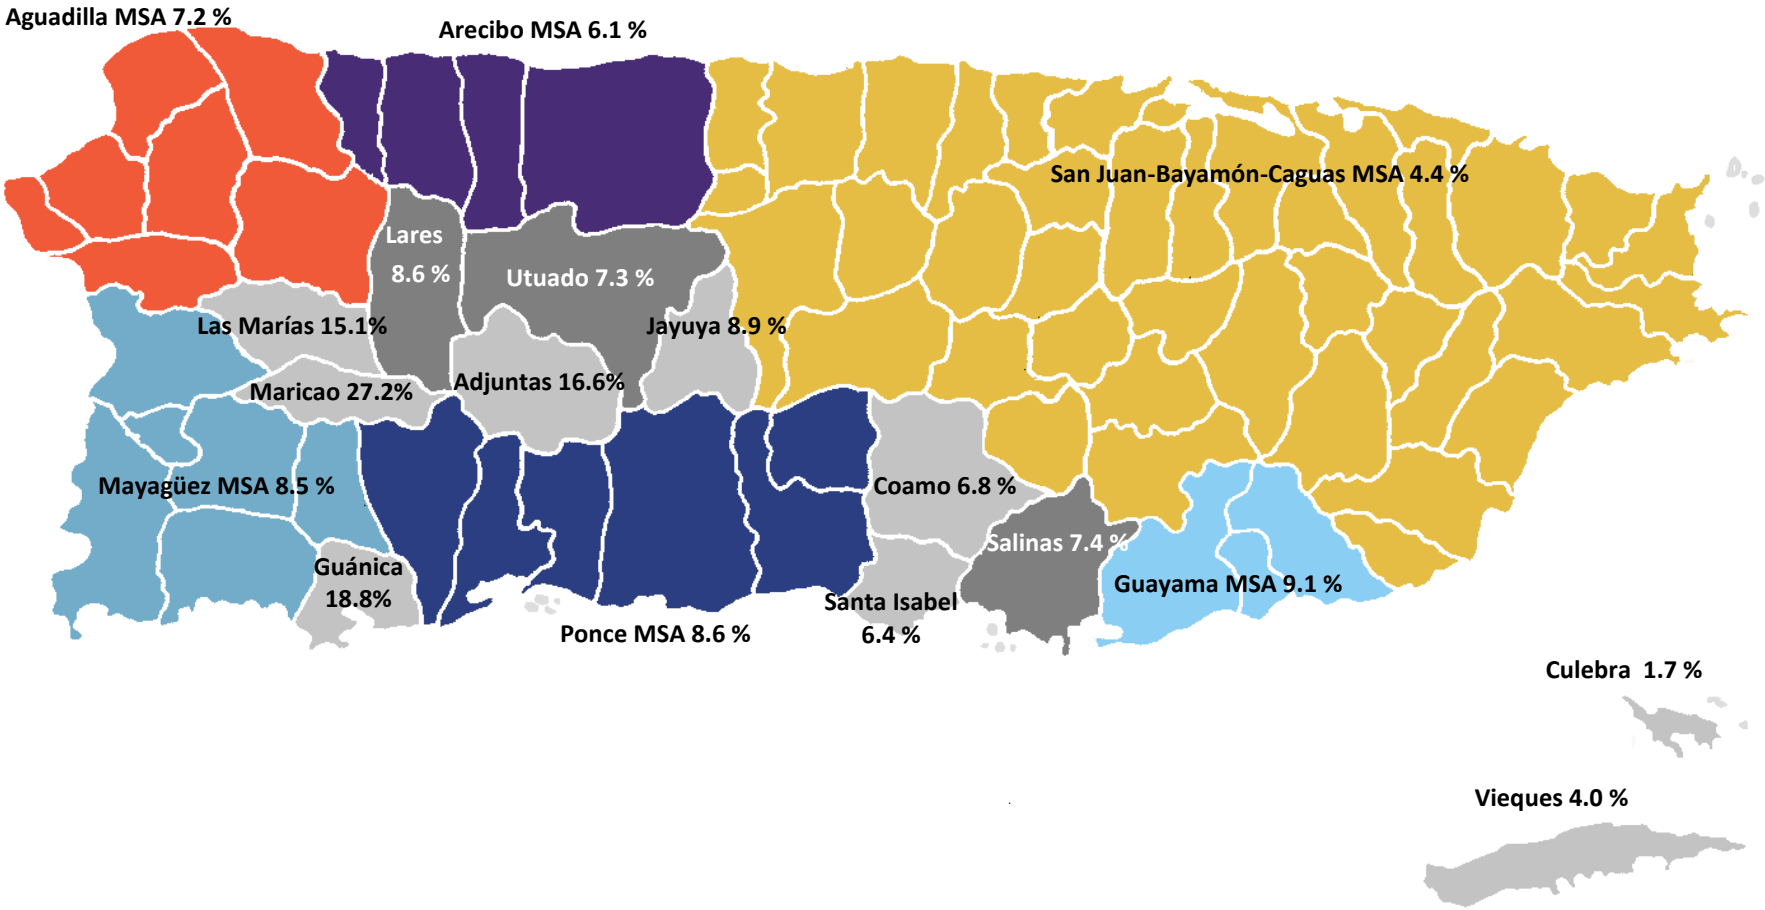 Aguadilla MSA 7.2 %
Arecibo MSA 6.1 %
San Juan-Bayamón-Caguas MSA 4.4 %
Lares
8.6 %
Utuado 7.3 %
Las Marías 15.1%
Jayuya 8.9 %
Maricao 27.2%
Adjuntas 16.6%
Mayagüez MSA 8.5 %
Coamo 6.8 %
Salinas 7.4 %
Guánica
18.8%
Guayama MSA 9.1 %
Santa Isabel
6.4 %
Ponce MSA 8.6 %
Culebra  1.7 %
Vieques 4.0 %